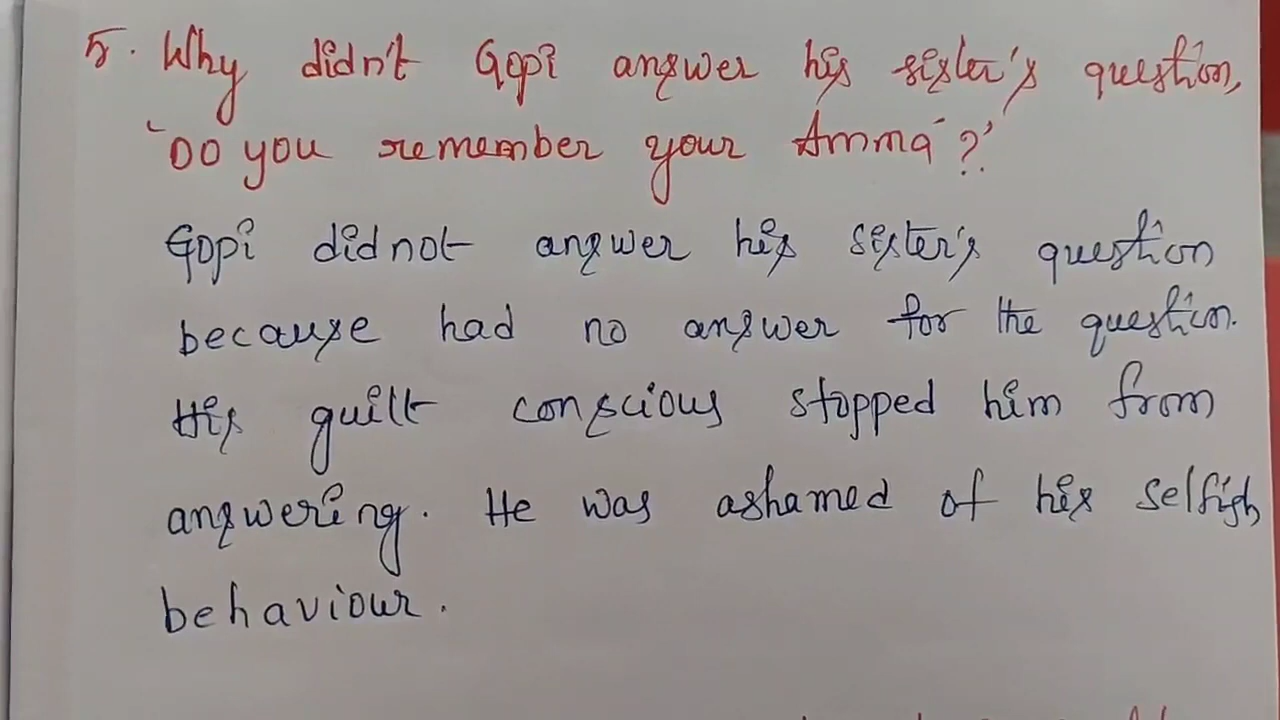 5. Why didn't Gopi answer his sister's question,
'Do you remember your Amma'?'
Gopi did not answer his sister's question
because had no answer for the question.
His guilt conscious stopped him from
answering. He was ashamed of his selfish
behaviour.